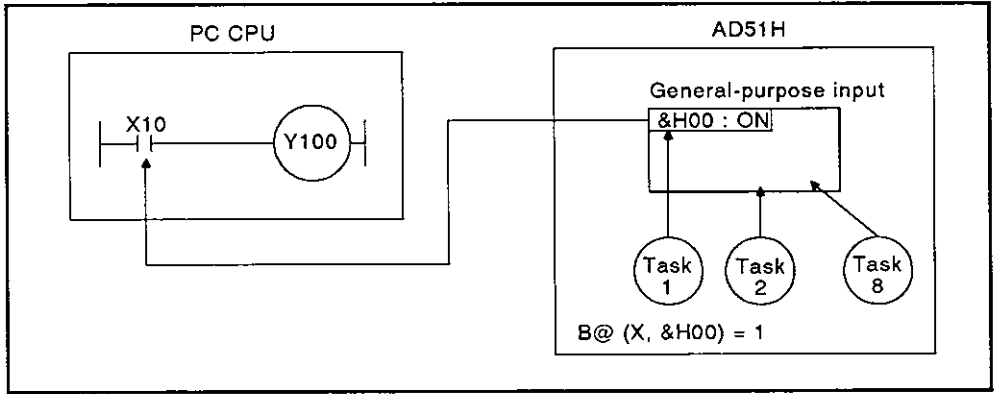 PC CPU
AD51H
X10
Y100
General-purpose input
&H00 : ON
Task
1
Task
2
Task
8
B@ (X, &H00) = 1